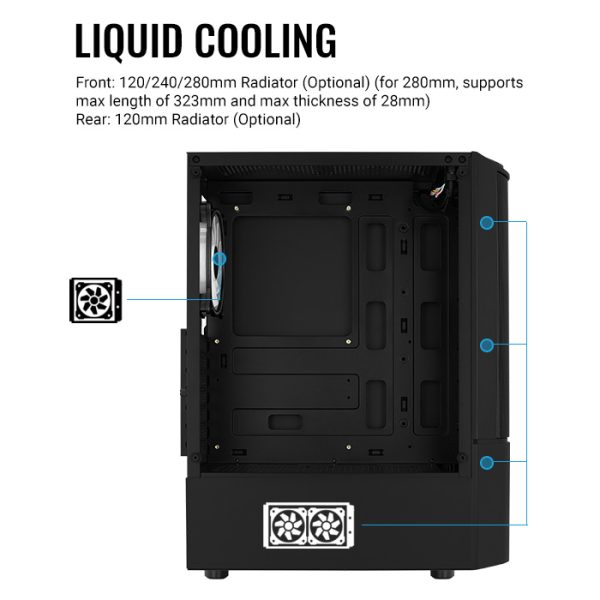 LIQUID COOLING
Front: 120/240/280mm Radiator (Optional) (for 280mm, supports
max length of 323mm and max thickness of 28mm)
Rear: 120mm Radiator (Optional)